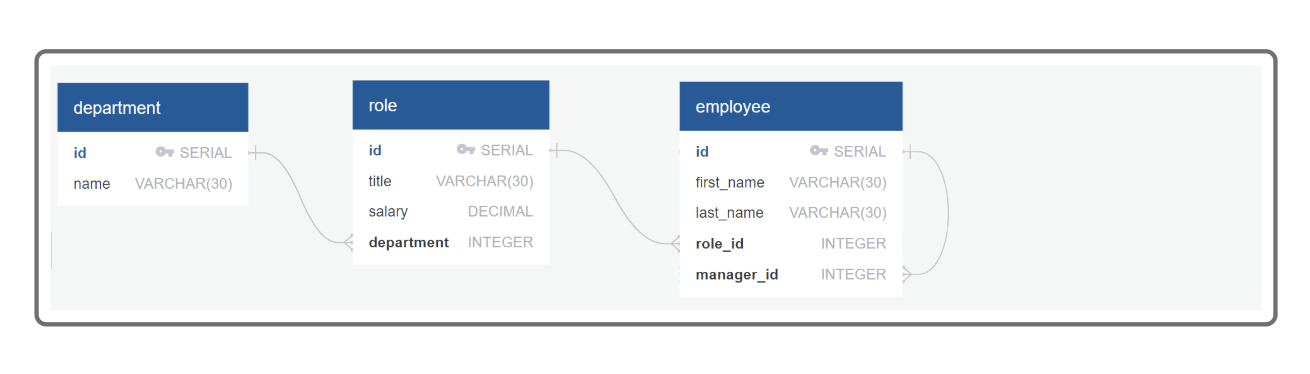 department
id SERIAL
name VARCHAR(30)
role
id SERIAL
title VARCHAR(30)
salary DECIMAL
department INTEGER
employee
id SERIAL
first_name VARCHAR(30)
last_name VARCHAR(30)
role_id INTEGER
manager_id INTEGER